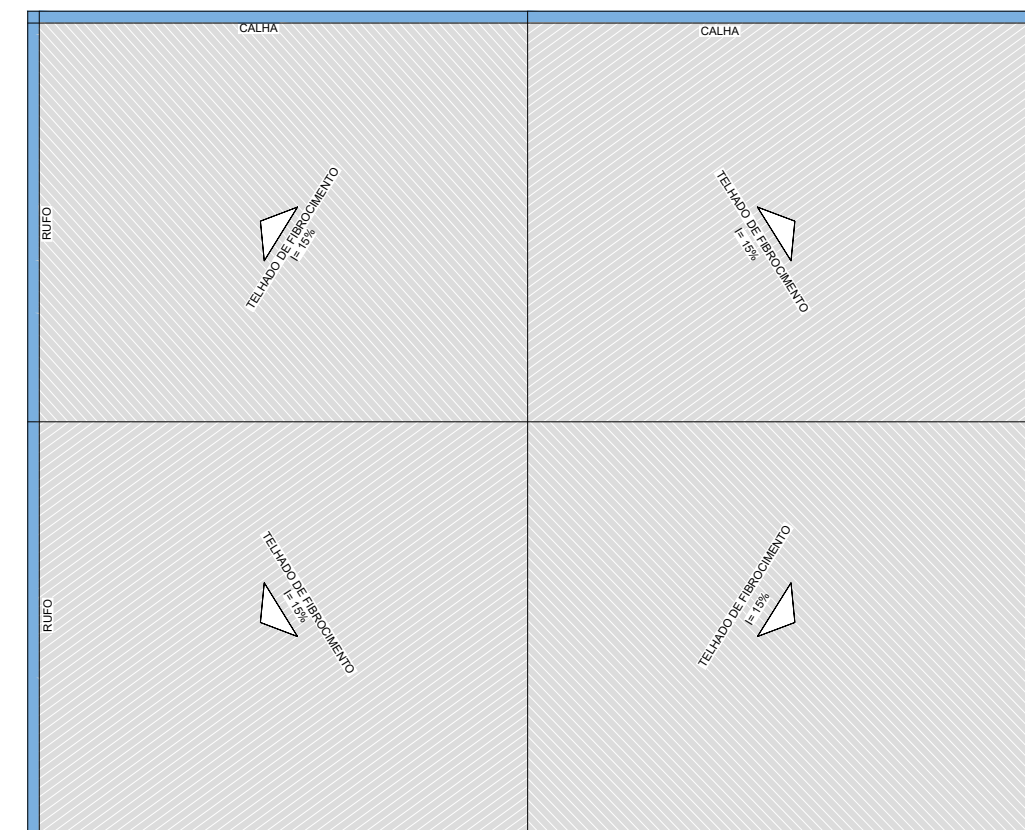 CALHA
CALHA
RUFO
TELHADO DE FIBROCIMENTO
I= 15%
TELHADO DE FIBROCIMENTO
I= 15%
RUFO
TELHADO DE FIBROCIMENTO
I= 15%
TELHADO DE FIBROCIMENTO
I= 15%